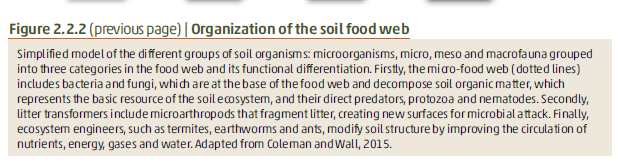 Figure 2.2.2 (previous page) | Organization of the soil food web
Simplified model of the different groups of soil organisms: microorganisms, micro, meso and macrofauna grouped
into three categories in the food web and its functional differentiation. Firstly, the micro-food web (dotted lines)
includes bacteria and fungi, which are at the base of the food web and decompose soil organic matter, which
represents the basic resource of the soil ecosystem, and their direct predators, protozoa and nematodes. Secondly,
litter transformers include microarthropods that fragment litter, creating new surfaces for microbial attack. Finally,
ecosystem engineers, such as termites, earthworms and ants, modify soil structure by improving the circulation of
nutrients, energy, gases and water. Adapted from Coleman and Wall, 2015.